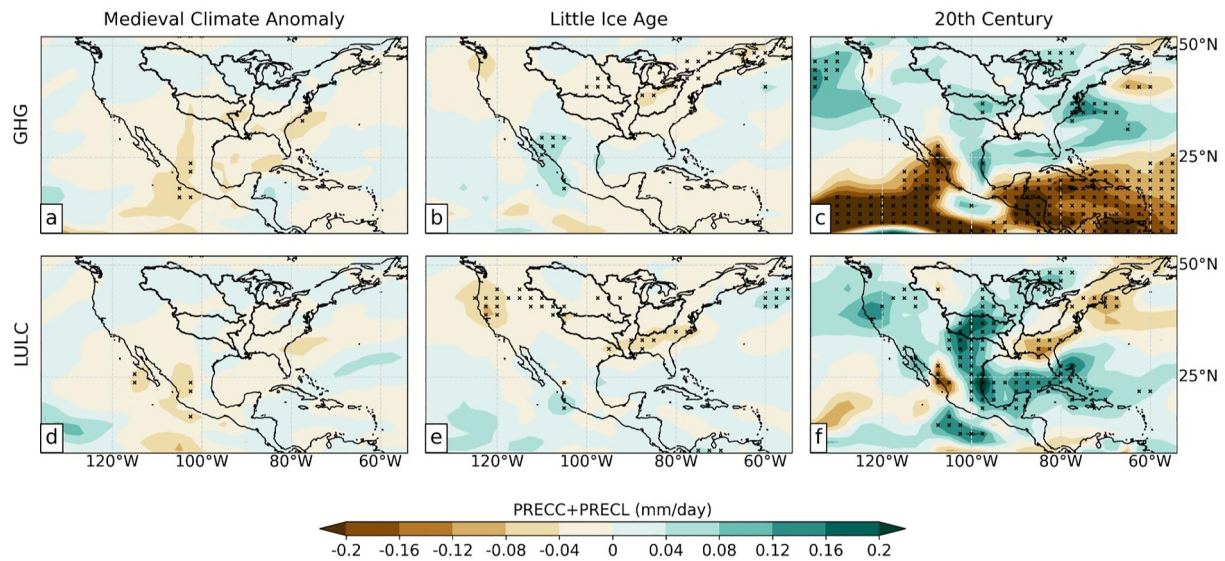 Medieval Climate Anomaly
Little Ice Age
20th Century
GHG
a
b
c
50°N
25°N
LULC
d
e
f
50°N
25°N
120°W 100°W 80°W 60°W
120°W 100°W 80°W 60°W
120°W 100°W 80°W 60°W
PRECC+PRECL (mm/day)
-0.2 -0.16 -0.12 -0.08 -0.04 0 0.04 0.08 0.12 0.16 0.2